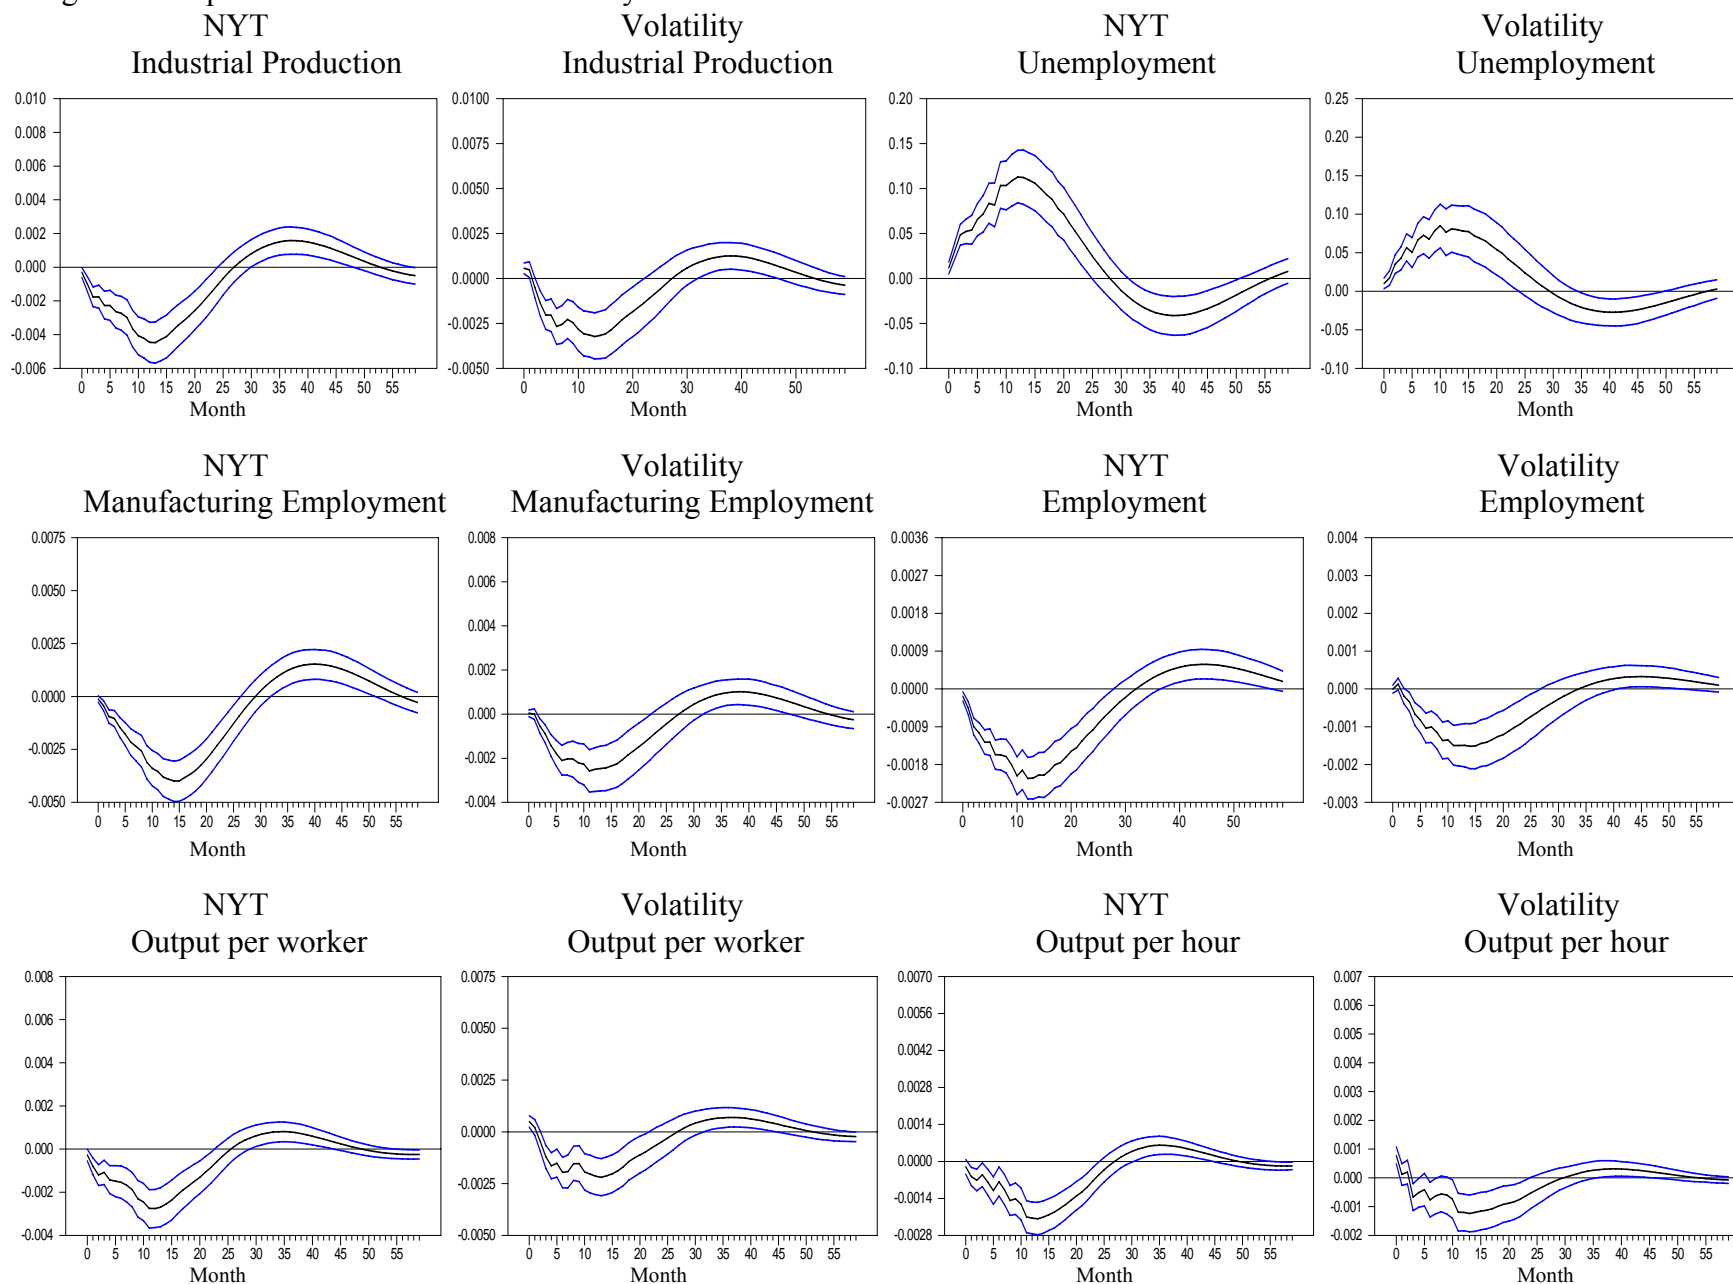 NYT
Industrial Production
0.010
0.008
0.006
0.004
0.002
0.000
-0.002
-0.004
-0.006
0 5 10 15 20 25 30 35 40 45 50 55
Month
Volatility
Industrial Production
0.0100
0.0075
0.0050
0.0025
0.0000
-0.0025
-0.0050
0 10 20 30 40 50
Month
NYT
Unemployment
0.20
0.15
0.10
0.05
0.00
-0.05
-0.10
0 5 10 15 20 25 30 35 40 45 50 55
Month
Volatility
Unemployment
0.25
0.20
0.15
0.10
0.05
0.00
-0.05
-0.10
0 5 10 15 20 25 30 35 40 45 50 55
Month
NYT
Manufacturing Employment
0.0075
0.0050
0.0025
0.0000
-0.0025
-0.0050
0 5 10 15 20 25 30 35 40 45 50 55
Month
Volatility
Manufacturing Employment
0.008
0.006
0.004
0.002
0.000
-0.002
-0.004
0 5 10 15 20 25 30 35 40 45 50 55
Month
NYT
Employment
0.0036
0.0027
0.0018
0.0009
0.0000
-0.0009
-0.0018
-0.0027
0 10 20 30 40 50
Month
Volatility
Employment
0.004
0.003
0.002
0.001
0.000
-0.001
-0.002
-0.003
0 5 10 15 20 25 30 35 40 45 50 55
Month
NYT
Output per worker
0.008
0.006
0.004
0.002
0.000
-0.002
-0.004
0 5 10 15 20 25 30 35 40 45 50 55
Month
Volatility
Output per worker
0.0075
0.0050
0.0025
0.0000
-0.0025
-0.0050
0 5 10 15 20 25 30 35 40 45 50 55
Month
NYT
Output per hour
0.0070
0.0056
0.0042
0.0028
0.0014
0.0000
-0.0014
-0.0028
0 5 10 15 20 25 30 35 40 45 50 55
Month
Volatility
Output per hour
0.007
0.006
0.005
0.004
0.003
0.002
0.001
0.000
-0.001
-0.002
0 5 10 15 20 25 30 35 40 45 50 55
Month